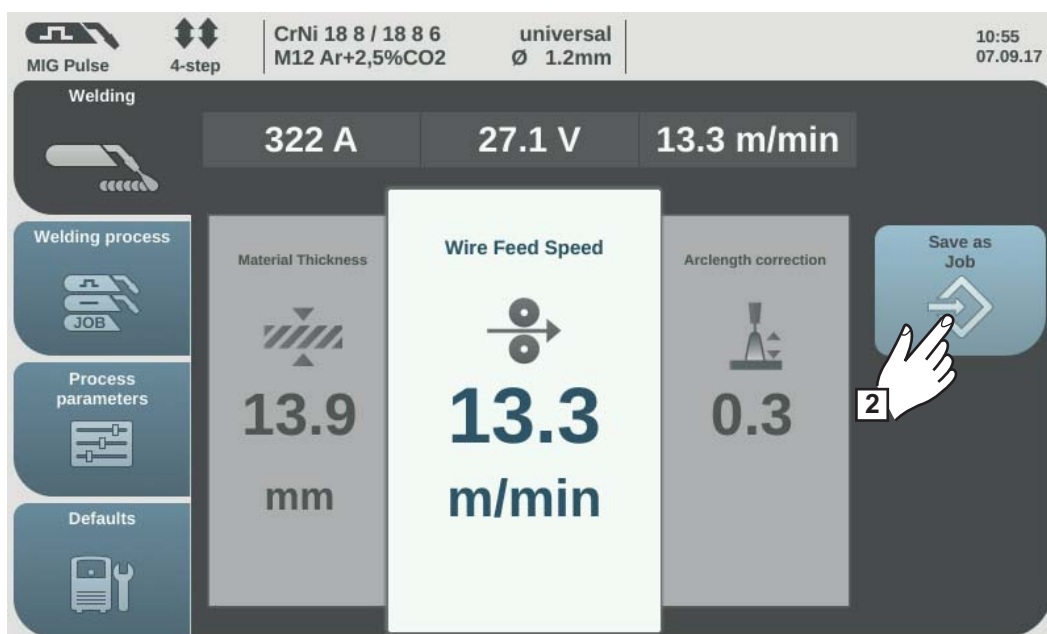 MIG Pulse
4-step
CrNi 18 8 / 18 8 6 universal
M12 Ar+2,5%CO2 Ø 1.2mm
10:55
07.09.17
Welding
322 A
27.1 V
13.3 m/min
Welding process
JOB
Process
parameters
Defaults
Material Thickness
13.9
mm
Wire Feed Speed
13.3
m/min
Arclength correction
0.3
Save as
Job
2